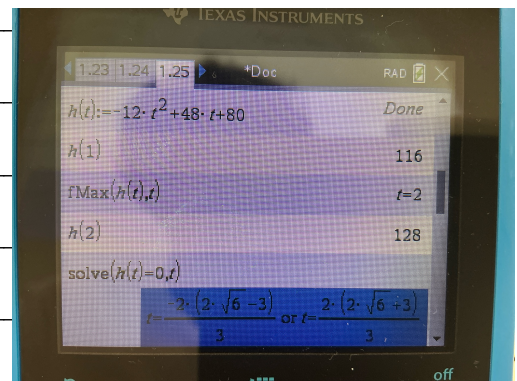 TEXAS INSTRUMENTS
1.23 1.24 1.25 *Doc RAD
h(t):=-12·t²+48·t+80 Done
h(1) 116
fMax(h(t),t) t=2
h(2) 128
solve(h(t)=0,t)
t=-2·(2·√6-3)/3 or t=2·(2·√6+3)/3
off